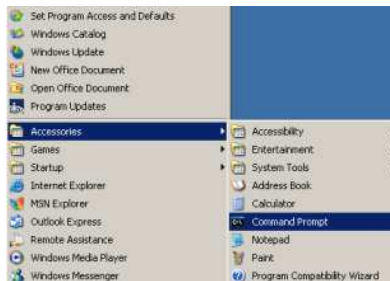 Set Program Access and Defaults
Windows Catalog
Windows Update
New Office Document
Open Office Document
Program Updates
Accessories
Games
Startup
Internet Explorer
MSN Explorer
Outlook Express
Remote Assistance
Windows Media Player
Windows Messenger
Accessibility
Entertainment
System Tools
Address Book
Calculator
Command Prompt
Notepad
Paint
Program Compatibility Wizard